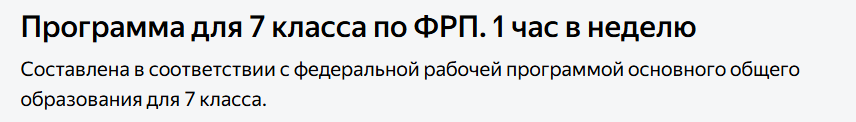 Программа для 7 класса по ФРП. 1 час в неделю
Составлена в соответствии с федеральной рабочей программой основного общего
образования для 7 класса.